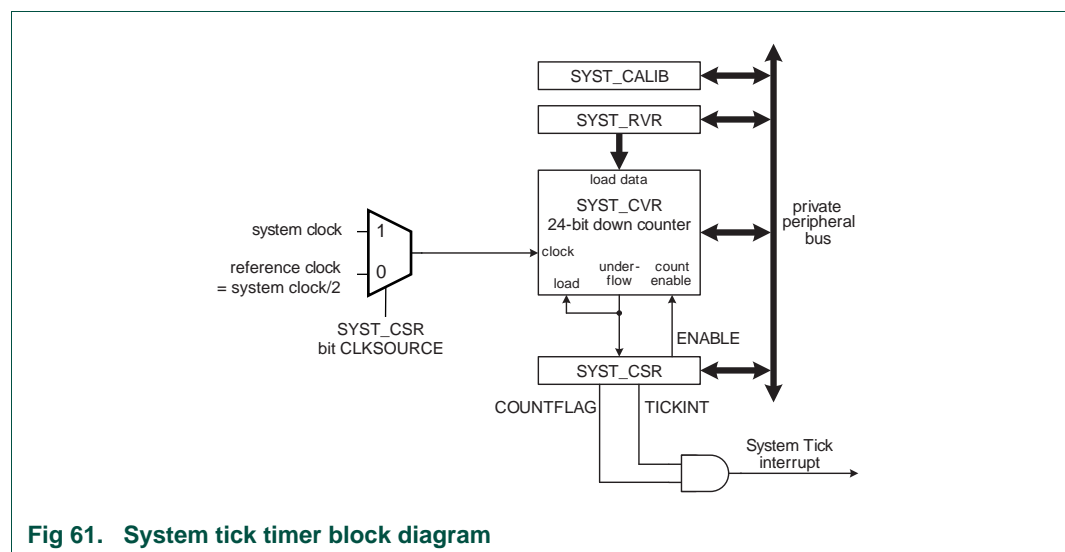 SYST_CALIB
SYST_RVR
load data
SYST_CVR
24-bit down counter
private
peripheral
bus
system clock
1
clock
reference clock
= system clock/2
0
under-
flow
count
enable
load
SYST_CSR
bit CLKSOURCE
ENABLE
SYST_CSR
COUNTFLAG
TICKINT
System Tick
interrupt
Fig 61. System tick timer block diagram